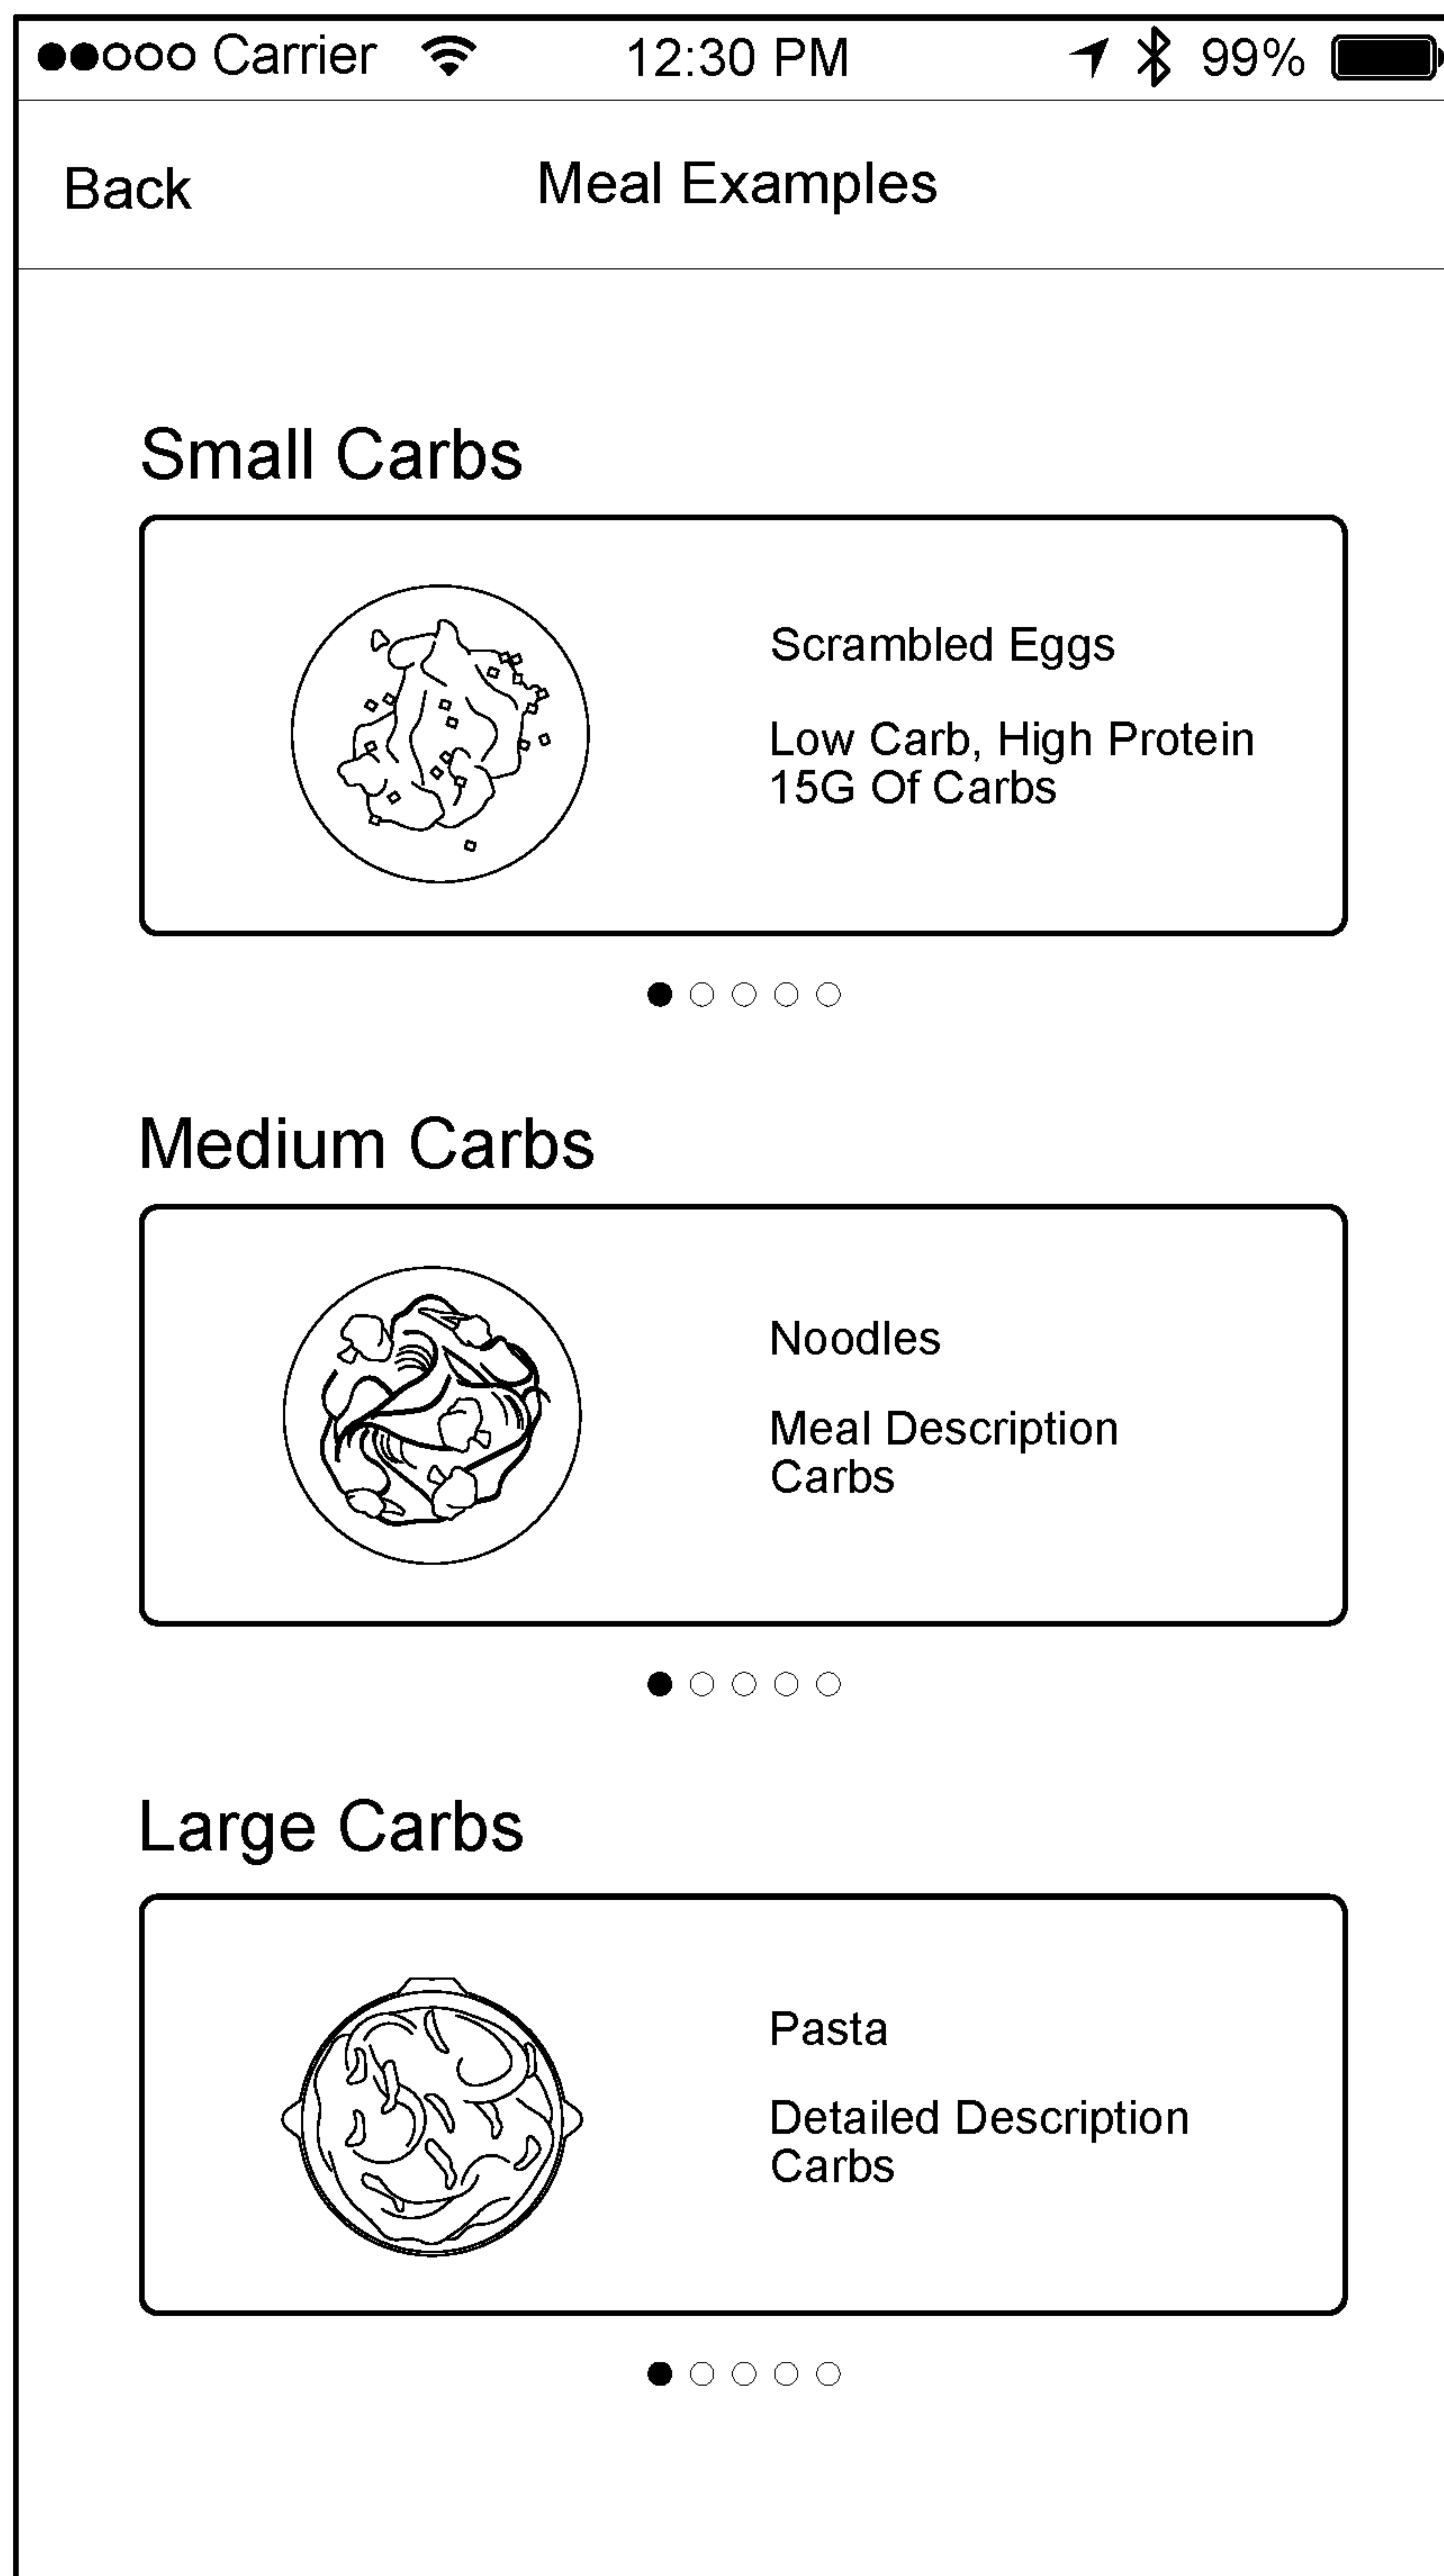 Carrier 12:30 PM 99%
Back Meal Examples
Small Carbs
Scrambled Eggs
Low Carb, High Protein
15G Of Carbs
Medium Carbs
Noodles
Meal Description
Carbs
Large Carbs
Pasta
Detailed Description
Carbs